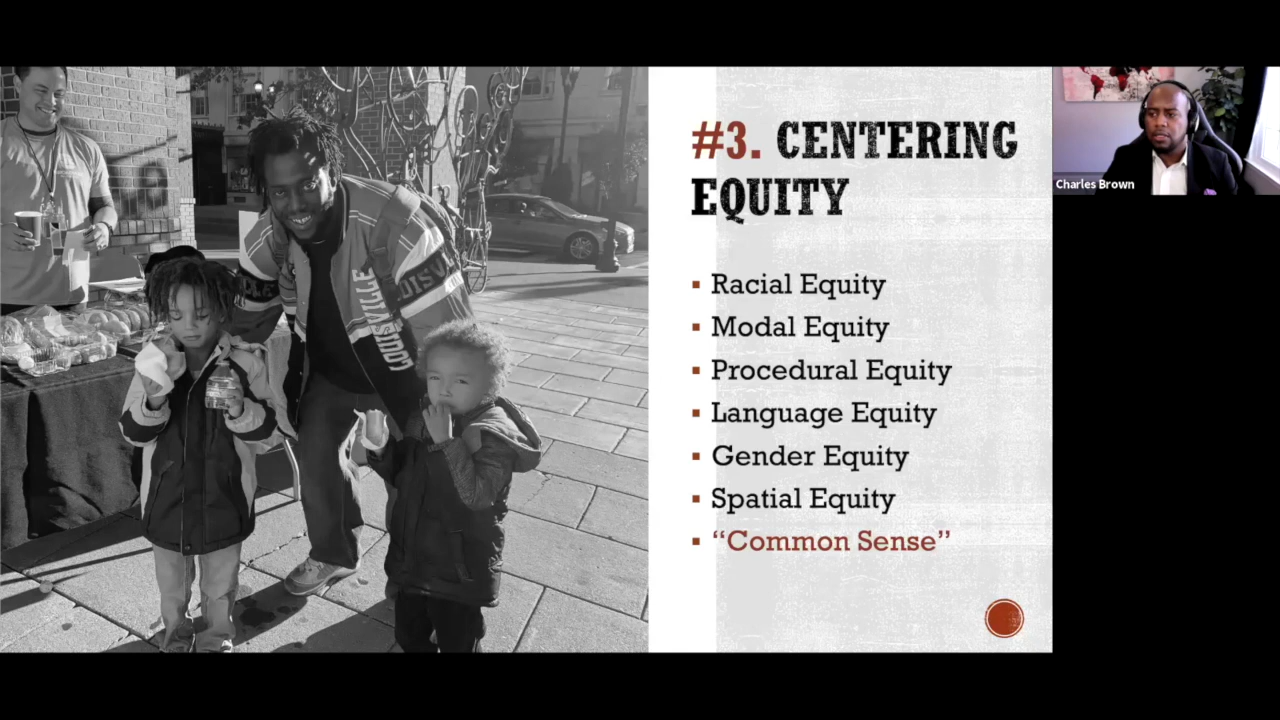 #3. CENTERING
EQUITY
▪ Racial Equity
▪ Modal Equity
▪ Procedural Equity
▪ Language Equity
▪ Gender Equity
▪ Spatial Equity
▪ “Common Sense”
Charles Brown
LOUISVILLE